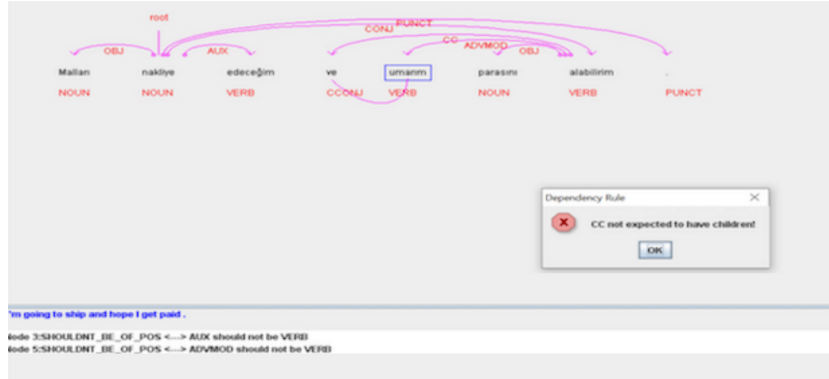 root
PUNCT
CONJ
CC
OBJ AUX ADVMOD OBJ
Malları nakliye edeceğim ve umarım parasını alabilirim .
NOUN NOUN VERB CCONJ VERB NOUN VERB PUNCT
Dependency Rule
CC not expected to have children!
OK
'm going to ship and hope I get paid .
lode 3:SHOULDNT_BE_OF_POS <---> AUX should not be VERB
lode 5:SHOULDNT_BE_OF_POS <---> ADVMOD should not be VERB